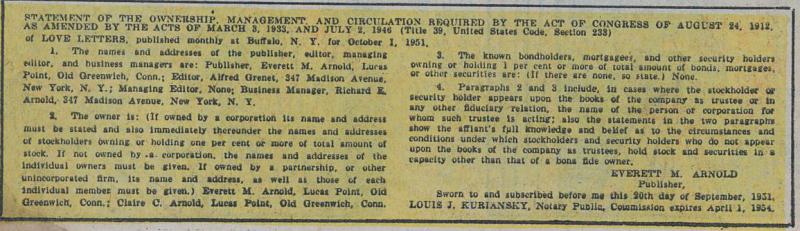 STATEMENT OF THE OWNERSHIP, MANAGEMENT, AND CIRCULATION REQUIRED BY THE ACT OF CONGRESS OF AUGUST 24, 1912,
AS AMENDED BY THE ACTS OF MARCH 3, 1933, AND JULY 2, 1946 (Title 39, United States Code, Section 233)
of LOVE LETTERS, published monthly at Buffalo, N. Y. for October 1, 1951.
1. The names and addresses of the publisher, editor, managing
editor, and business managers are: Publisher, Everett M. Arnold, Lucas
Point, Old Greenwich, Conn.; Editor, Alfred Grenet, 347 Madison Avenue,
New York, N. Y.; Managing Editor, None; Business Manager, Richard E.
Arnold, 347 Madison Avenue, New York, N. Y.
2. The owner is: (If owned by a corporation its name and address
must be stated and also immediately thereunder the names and addresses
of stockholders owning or holding one per cent or more of total amount of
stock. If not owned by a corporation, the names and addresses of the
individual owners must be given. If owned by a partnership, or other
unincorporated firm, its name and address, as well as those of each
individual member must be given.) Everett M. Arnold, Lucas Point, Old
Greenwich, Conn.; Claire C. Arnold, Lucas Point, Old Greenwich, Conn.
3. The known bondholders, mortgagees, and other security holders
owning or holding 1 per cent or more of total amount of bonds, mortgages,
or other securities are: (If there are none, so state.) None.
4. Paragraphs 2 and 3 include, in cases where the stockholder or
security holder appears upon the books of the company as trustee or in
any other fiduciary relation, the name of the person or corporation for
whom such trustee is acting; also the statements in the two paragraphs
show the affiant's full knowledge and belief as to the circumstances and
conditions under which stockholders and security holders who do not appear
upon the books of the company as trustees, hold stock and securities in a
capacity other than that of a bona fide owner.
EVERETT M. ARNOLD
Publisher,
Sworn to and subscribed before me this 20th day of September, 1951.
LOUIS J. KURIANSKY, Notary Public, Commission expires April 1, 1954.